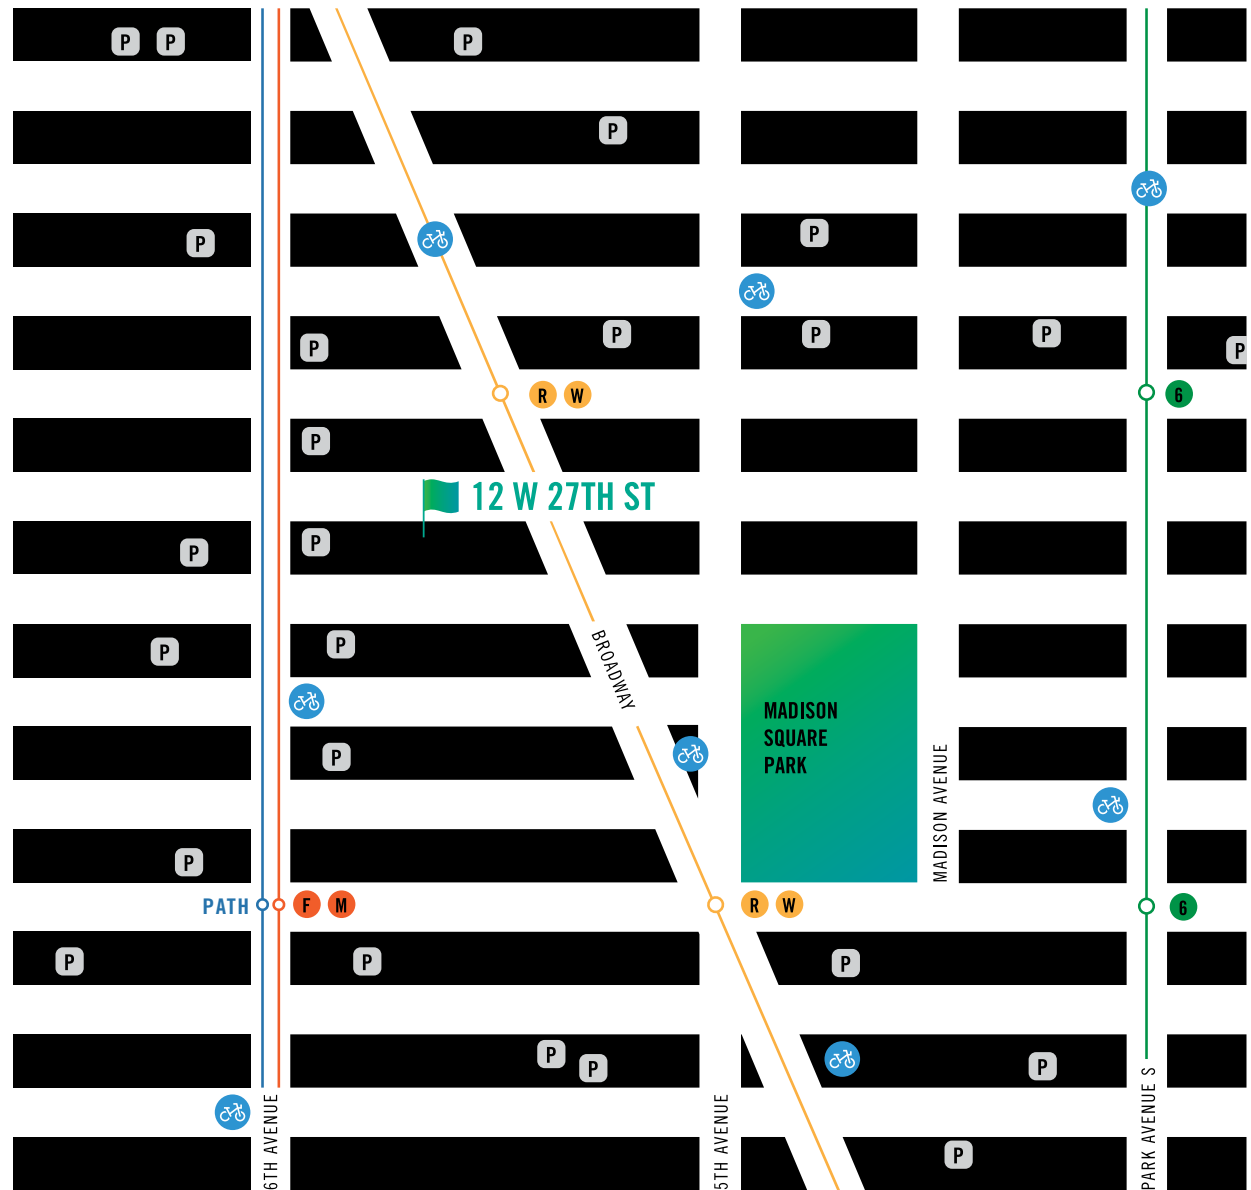 P P P
P
P
P
P P P P P
R W 6
P
12 W 27TH ST
P
P
P
P
BROADWAY
MADISON
SQUARE
PARK
P
MADISON AVENUE
P
PATH F M R W 6
P P P
P P P
6TH AVENUE
5TH AVENUE
PARK AVENUE S
P